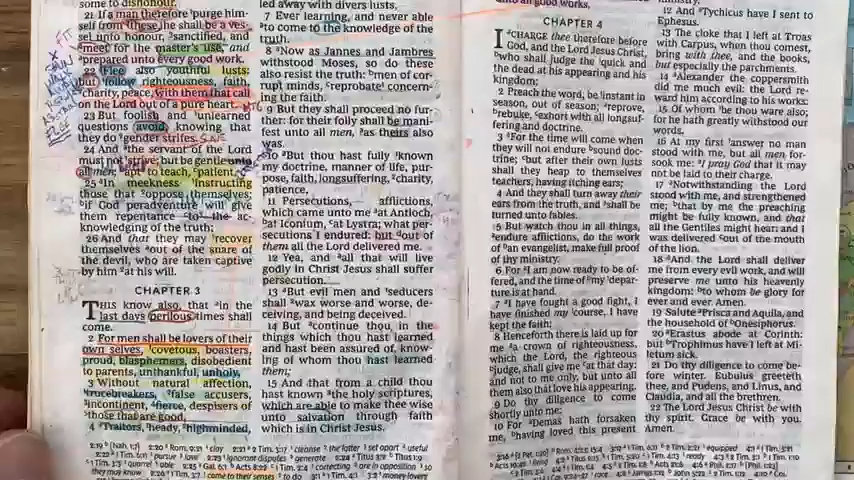 some to dishonour.
21 If a man therefore purge him-
self from these, he shall be a ves-
sel unto honour, sanctified, and
meet for the master's use, and
prepared unto every good work.
22 Flee also youthful lusts:
but follow righteousness, faith,
charity, peace, with them that call
on the Lord out of a pure heart.
23 But foolish and unlearned
questions avoid, knowing that
they do gender strifes.
24 And the servant of the Lord
must not strive; but be gentle unto
all men, apt to teach, patient,
25 In meekness instructing
those that oppose themselves;
if God peradventure will give
them repentance to the ac-
knowledging of the truth;
26 And that they may recover
themselves out of the snare of
the devil, who are taken captive
by him at his will.
CHAPTER 3
THIS know also, that in the
last days perilous times shall
come.
2 For men shall be lovers of their
own selves, covetous, boasters,
proud, blasphemers, disobedient
to parents, unthankful, unholy,
3 Without natural affection,
trucebreakers, false accusers,
incontinent, fierce, despisers of
those that are good,
4 Traitors, heady, highminded,
led away with divers lusts,
7 Ever learning, and never able
to come to the knowledge of the
truth.
8 Now as Jannes and Jambres
withstood Moses, so do these
also resist the truth: men of cor-
rupt minds, reprobate concern-
ing the faith.
9 But they shall proceed no fur-
ther: for their folly shall be mani-
fest unto all men, as theirs also
was.
10 But thou hast fully known
my doctrine, manner of life, pur-
pose, faith, longsuffering, charity,
patience,
11 Persecutions, afflictions,
which came unto me at Antioch,
at Iconium, at Lystra; what per-
secutions I endured: but out of
them all the Lord delivered me.
12 Yea, and all that will live
godly in Christ Jesus shall suffer
persecution.
13 But evil men and seducers
shall wax worse and worse, de-
ceiving, and being deceived.
14 But continue thou in the
things which thou hast learned
and hast been assured of, know-
ing of whom thou hast learned
them;
15 And that from a child thou
hast known the holy scriptures,
which are able to make thee wise
unto salvation through faith
which is in Christ Jesus.
unto all good works.
CHAPTER 4
I CHARGE thee therefore before
God, and the Lord Jesus Christ,
who shall judge the quick and
the dead at his appearing and his
kingdom;
2 Preach the word; be instant in
season, out of season; reprove,
rebuke, exhort with all longsuf-
fering and doctrine.
3 For the time will come when
they will not endure sound doc-
trine; but after their own lusts
shall they heap to themselves
teachers, having itching ears;
4 And they shall turn away their
ears from the truth, and shall be
turned unto fables.
5 But watch thou in all things,
endure afflictions, do the work
of an evangelist, make full proof
of thy ministry.
6 For I am now ready to be of-
fered, and the time of my depar-
ture is at hand.
7 I have fought a good fight, I
have finished my course, I have
kept the faith:
8 Henceforth there is laid up for
me a crown of righteousness,
which the Lord, the righteous
judge, shall give me at that day:
and not to me only, but unto all
them also that love his appearing.
9 Do thy diligence to come
shortly unto me:
10 For Demas hath forsaken
me, having loved this present
ministry.
12 And Tychicus have I sent to
Ephesus.
13 The cloke that I left at Troas
with Carpus, when thou comest,
bring with thee, and the books,
but especially the parchments.
14 Alexander the coppersmith
did me much evil: the Lord re-
ward him according to his works:
15 Of whom be thou ware also;
for he hath greatly withstood our
words.
16 At my first answer no man
stood with me, but all men for-
sook me: I pray God that it may
not be laid to their charge.
17 Notwithstanding the Lord
stood with me, and strengthened
me; that by me the preaching
might be fully known, and that
all the Gentiles might hear: and I
was delivered out of the mouth
of the lion.
18 And the Lord shall deliver
me from every evil work, and will
preserve me unto his heavenly
kingdom: to whom be glory for
ever and ever. Amen.
19 Salute Prisca and Aquila, and
the household of Onesiphorus.
20 Erastus abode at Corinth:
but Trophimus have I left at Mi-
letum sick.
21 Do thy diligence to come be-
fore winter. Eubulus greeteth
thee, and Pudens, and Linus, and
Claudia, and all the brethren.
22 The Lord Jesus Christ be with
thy spirit. Grace be with you.
Amen.